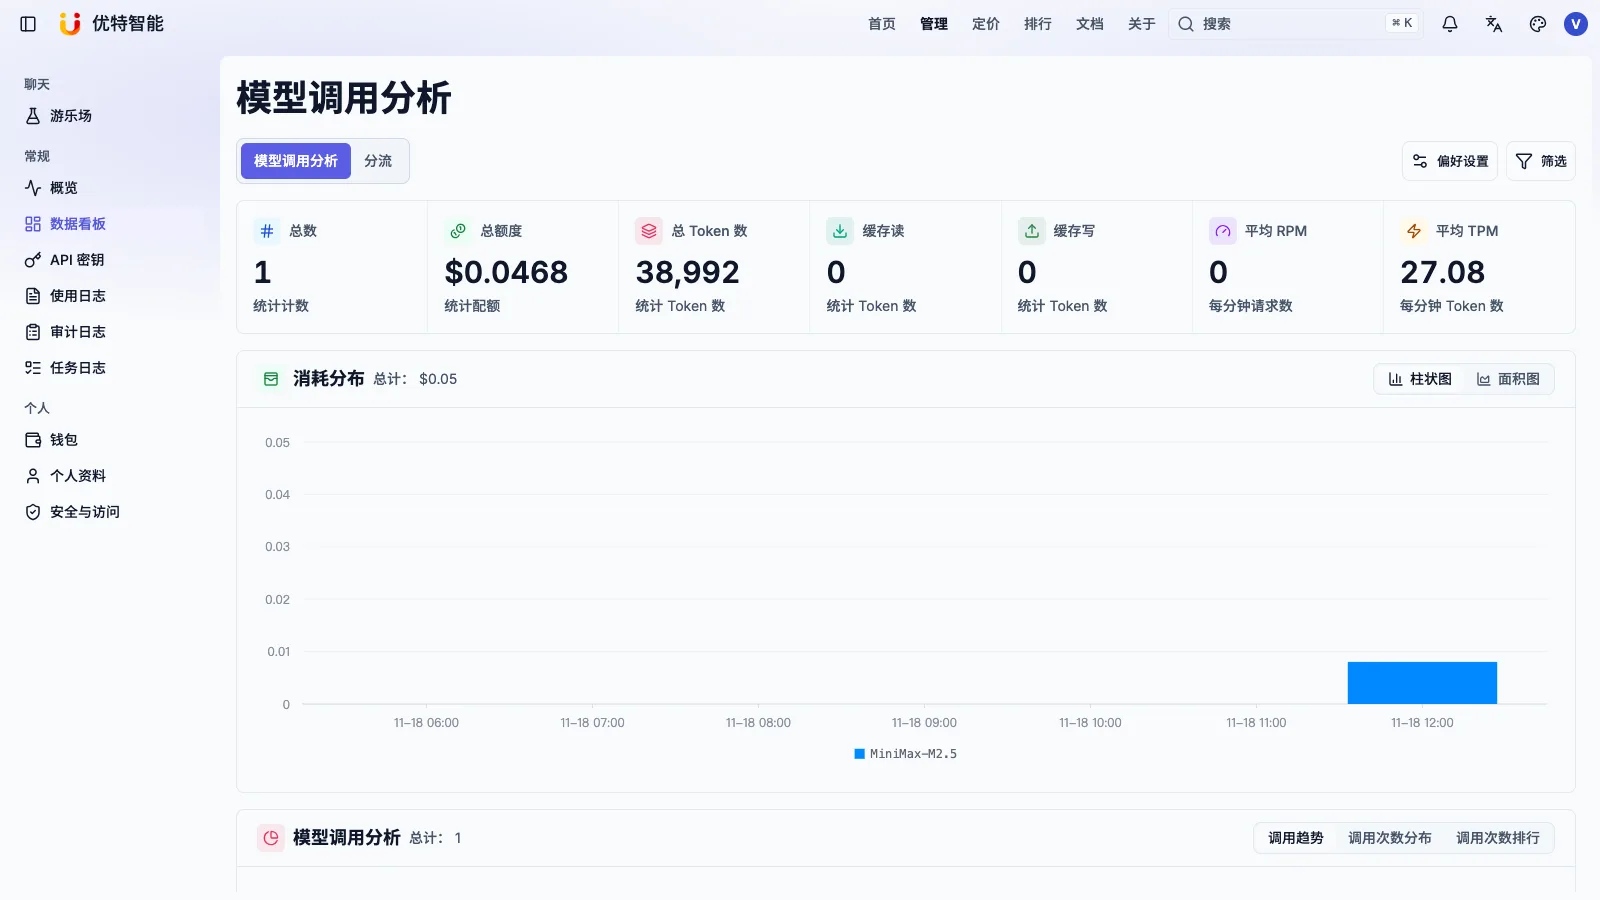 优特智能
首页 管理 定价 排行 文档 关于 搜索 ⌘ K V
聊天
游乐场
常规
概览
数据看板
API 密钥
使用日志
审计日志
任务日志
个人
钱包
个人资料
安全与访问
模型调用分析
模型调用分析 分流
偏好设置 筛选
总数
1
统计计数
总额度
$0.0468
统计配额
总 Token 数
38,992
统计 Token 数
缓存读
0
统计 Token 数
缓存写
0
统计 Token 数
平均 RPM
0
每分钟请求数
平均 TPM
27.08
每分钟 Token 数
消耗分布 总计： $0.05
柱状图 面积图
0.05
0.04
0.03
0.02
0.01
0
11-18 06:00 11-18 07:00 11-18 08:00 11-18 09:00 11-18 10:00 11-18 11:00 11-18 12:00
MiniMax-M2.5
模型调用分析 总计： 1
调用趋势 调用次数分布 调用次数排行